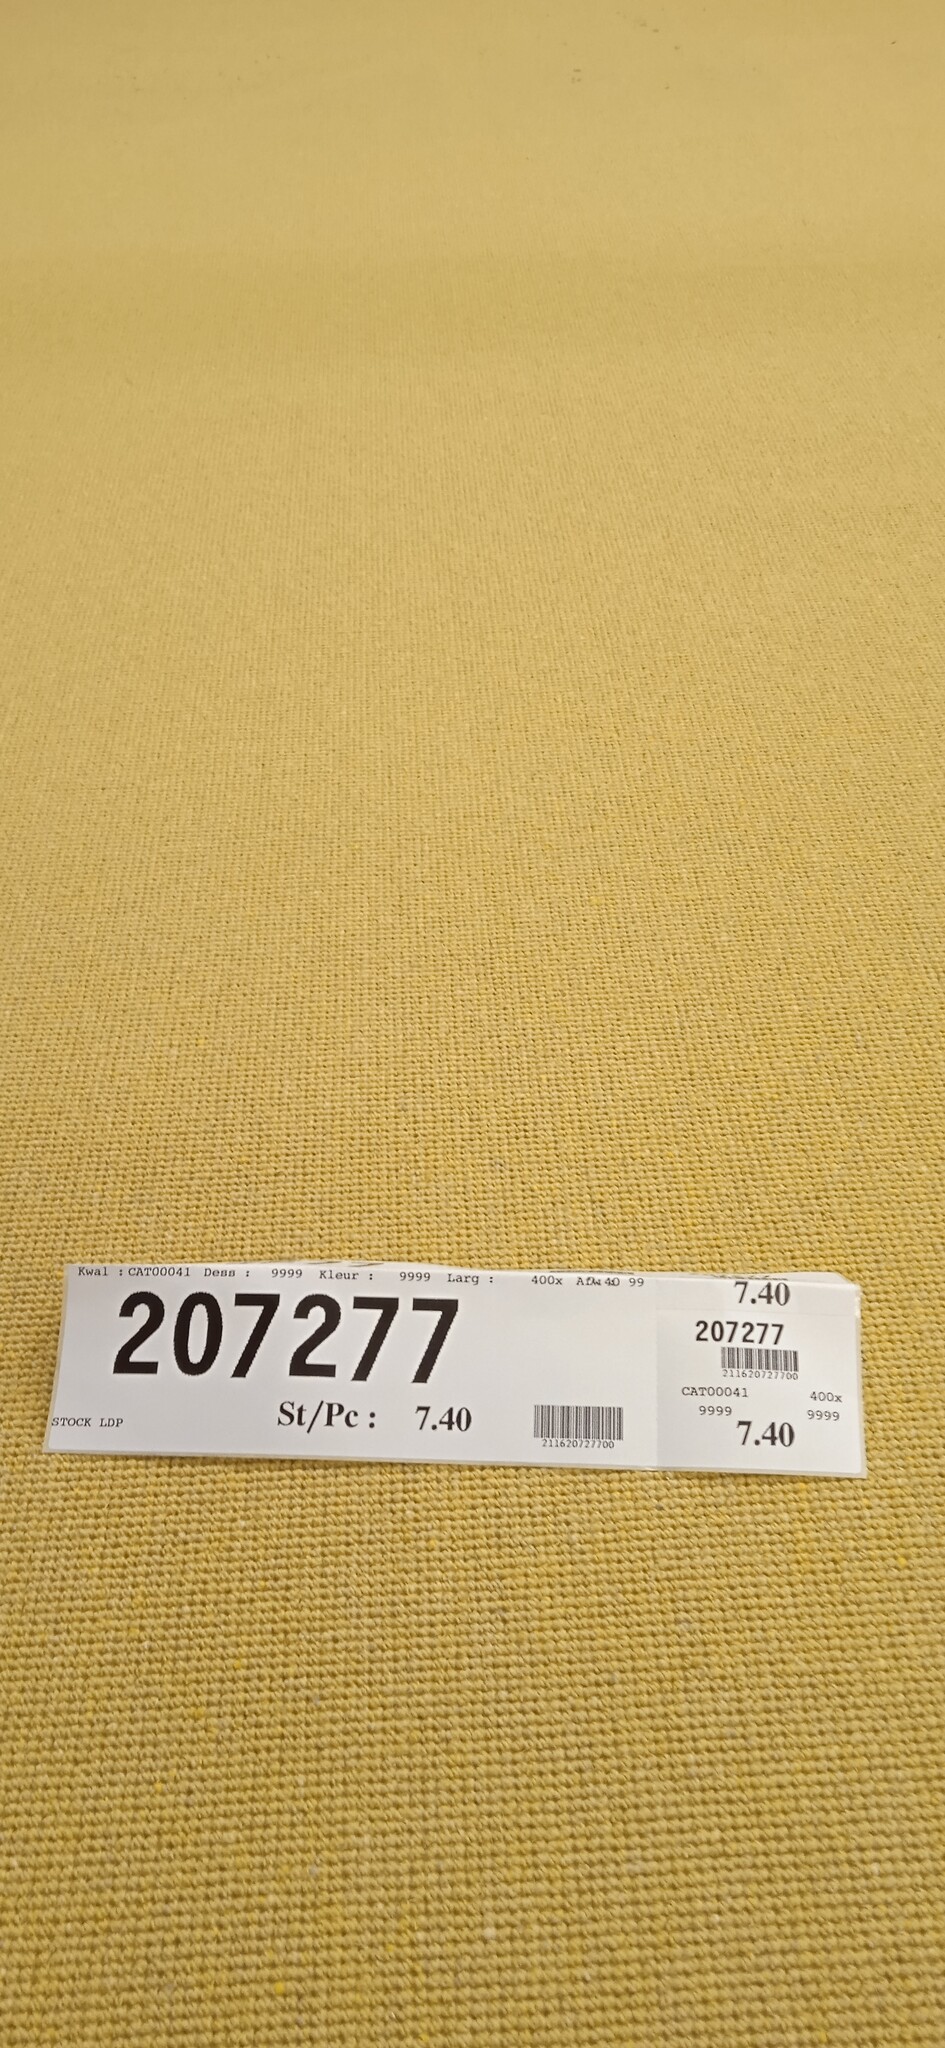 Kwal : CAT00041 Dess : 9999 Kleur : 9999 Larg : 400x 99
207277
St/Pc : 7.40
STOCK LDP
211620727700
7.40
207277
211620727700
CAT00041 400x
9999 9999
7.40